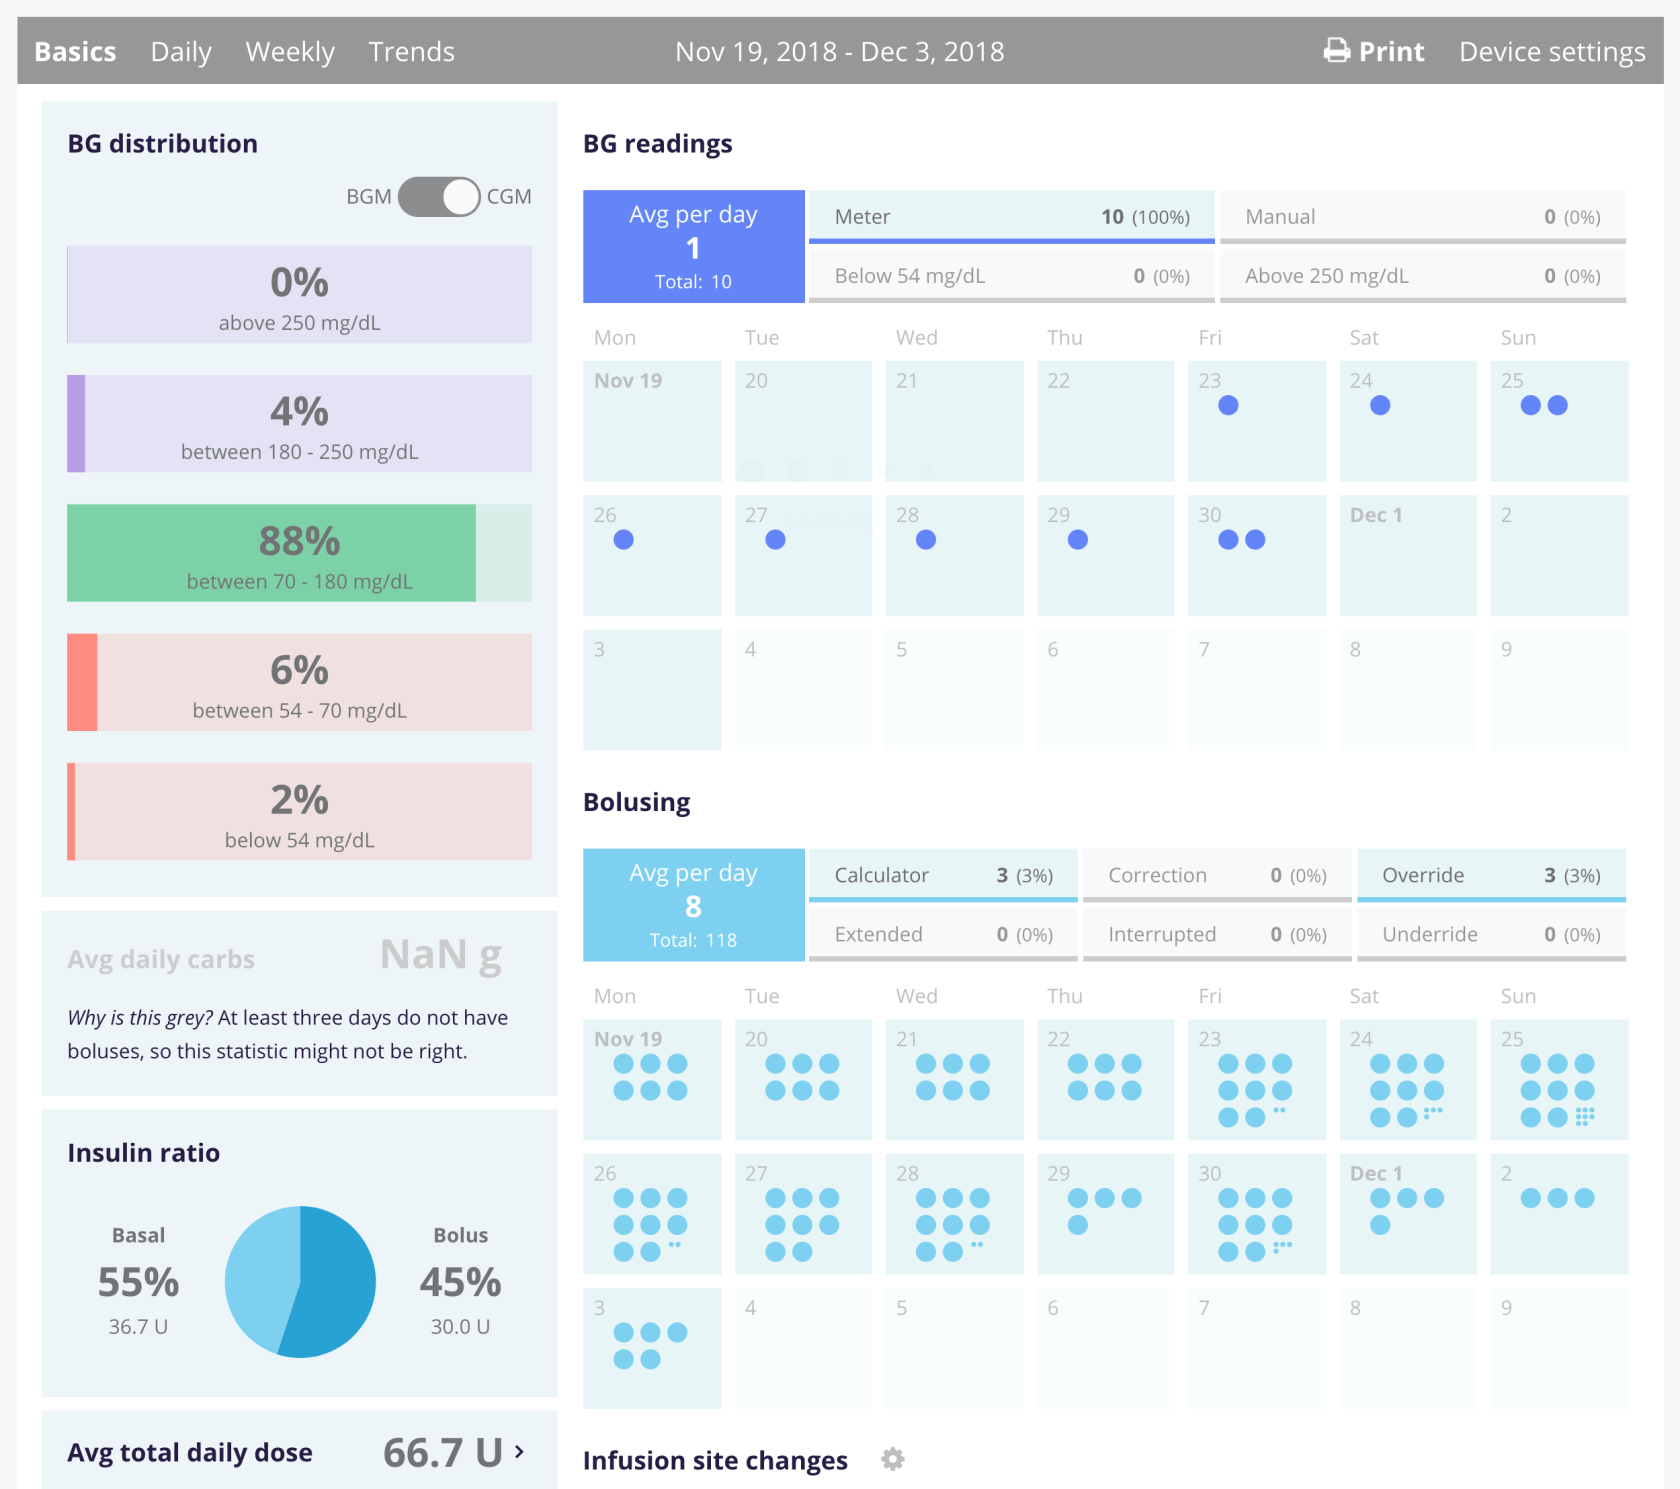 Basics Daily Weekly Trends Nov 19, 2018 - Dec 3, 2018 Print Device settings
BG distribution
BGM CGM
0%
above 250 mg/dL
4%
between 180 - 250 mg/dL
88%
between 70 - 180 mg/dL
6%
between 54 - 70 mg/dL
2%
below 54 mg/dL
Avg daily carbs NaN g
Why is this grey? At least three days do not have
boluses, so this statistic might not be right.
Insulin ratio
Basal
55%
36.7 U
Bolus
45%
30.0 U
Avg total daily dose 66.7 U
BG readings
Avg per day
1
Total: 10
Meter 10 (100%)
Manual 0 (0%)
Below 54 mg/dL 0 (0%)
Above 250 mg/dL 0 (0%)
Mon Tue Wed Thu Fri Sat Sun
Nov 19 20 21 22 23 24 25
26 27 28 29 30 Dec 1 2
3 4 5 6 7 8 9
Bolusing
Avg per day
8
Total: 118
Calculator 3 (3%)
Correction 0 (0%)
Override 3 (3%)
Extended 0 (0%)
Interrupted 0 (0%)
Underride 0 (0%)
Mon Tue Wed Thu Fri Sat Sun
Nov 19 20 21 22 23 24 25
26 27 28 29 30 Dec 1 2
3 4 5 6 7 8 9
Infusion site changes